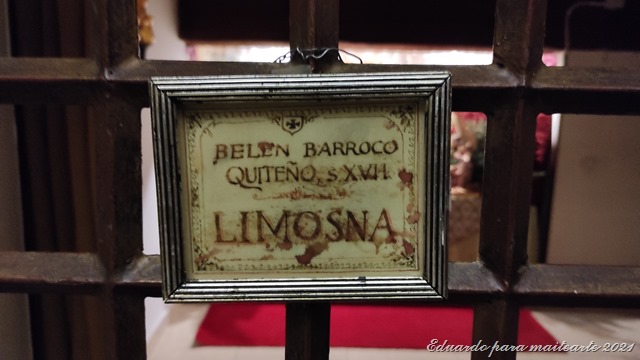 BELEN BARROCO
QUITEÑO, S XVII
LIMOSNA
Eduardo para maitearte 2021